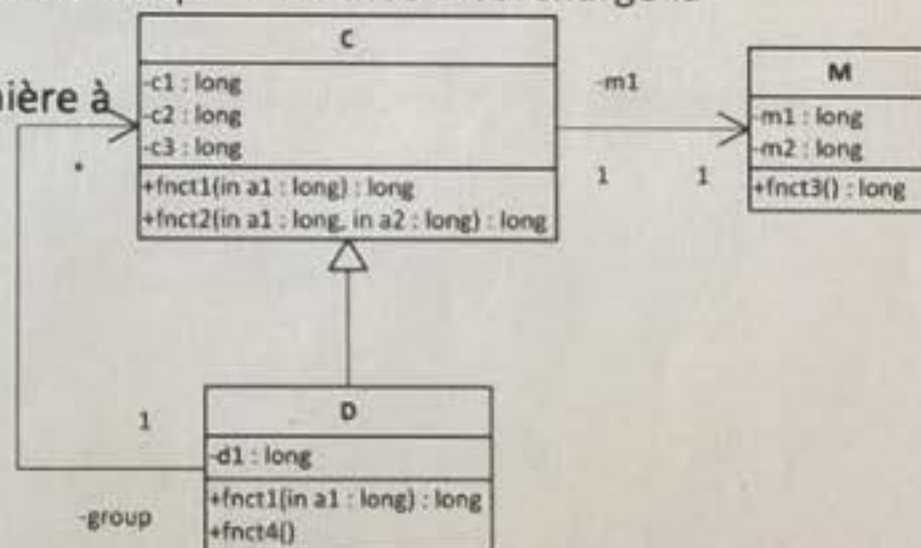 C
-c1 : long
-c2 : long
-c3 : long
+fnct1(in a1 : long) : long
+fnct2(in a1 : long, in a2 : long) : long
-m1
1
1
M
-m1 : long
-m2 : long
+fnct3() : long
*
1
-group
D
-d1 : long
+fnct1(in a1 : long) : long
+fnct4()